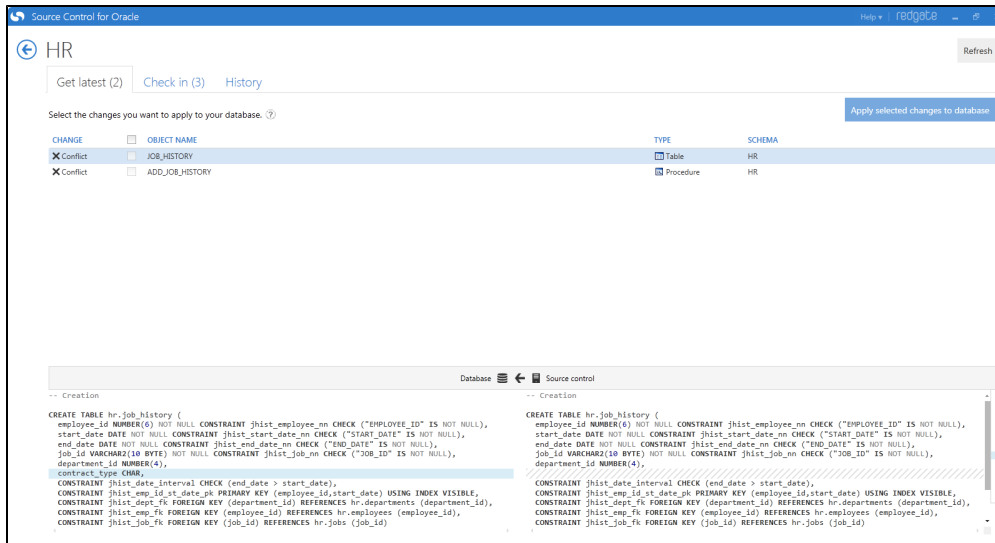 Source Control for Oracle Help redgate
HR Refresh
Get latest (2) Check in (3) History
Select the changes you want to apply to your database. ? Apply selected changes to database
CHANGE OBJECT NAME TYPE SCHEMA
Conflict JOB_HISTORY Table HR
Conflict ADD_JOB_HISTORY Procedure HR
Database Source control
-- Creation
CREATE TABLE hr.job_history (
employee_id NUMBER(6) NOT NULL CONSTRAINT jhist_employee_nn CHECK ("EMPLOYEE_ID" IS NOT NULL),
start_date DATE NOT NULL CONSTRAINT jhist_start_date_nn CHECK ("START_DATE" IS NOT NULL),
end_date DATE NOT NULL CONSTRAINT jhist_end_date_nn CHECK ("END_DATE" IS NOT NULL),
job_id VARCHAR2(10 BYTE) NOT NULL CONSTRAINT jhist_job_nn CHECK ("JOB_ID" IS NOT NULL),
department_id NUMBER(4),
contract_type CHAR,
CONSTRAINT jhist_date_interval CHECK (end_date > start_date),
CONSTRAINT jhist_emp_id_st_date_pk PRIMARY KEY (employee_id,start_date) USING INDEX VISIBLE,
CONSTRAINT jhist_dept_fk FOREIGN KEY (department_id) REFERENCES hr.departments (department_id),
CONSTRAINT jhist_emp_fk FOREIGN KEY (employee_id) REFERENCES hr.employees (employee_id),
CONSTRAINT jhist_job_fk FOREIGN KEY (job_id) REFERENCES hr.jobs (job_id)
-- Creation
CREATE TABLE hr.job_history (
employee_id NUMBER(6) NOT NULL CONSTRAINT jhist_employee_nn CHECK ("EMPLOYEE_ID" IS NOT NULL),
start_date DATE NOT NULL CONSTRAINT jhist_start_date_nn CHECK ("START_DATE" IS NOT NULL),
end_date DATE NOT NULL CONSTRAINT jhist_end_date_nn CHECK ("END_DATE" IS NOT NULL),
job_id VARCHAR2(10 BYTE) NOT NULL CONSTRAINT jhist_job_nn CHECK ("JOB_ID" IS NOT NULL),
department_id NUMBER(4),
CONSTRAINT jhist_date_interval CHECK (end_date > start_date),
CONSTRAINT jhist_emp_id_st_date_pk PRIMARY KEY (employee_id,start_date) USING INDEX VISIBLE,
CONSTRAINT jhist_dept_fk FOREIGN KEY (department_id) REFERENCES hr.departments (department_id),
CONSTRAINT jhist_emp_fk FOREIGN KEY (employee_id) REFERENCES hr.employees (employee_id),
CONSTRAINT jhist_job_fk FOREIGN KEY (job_id) REFERENCES hr.jobs (job_id)